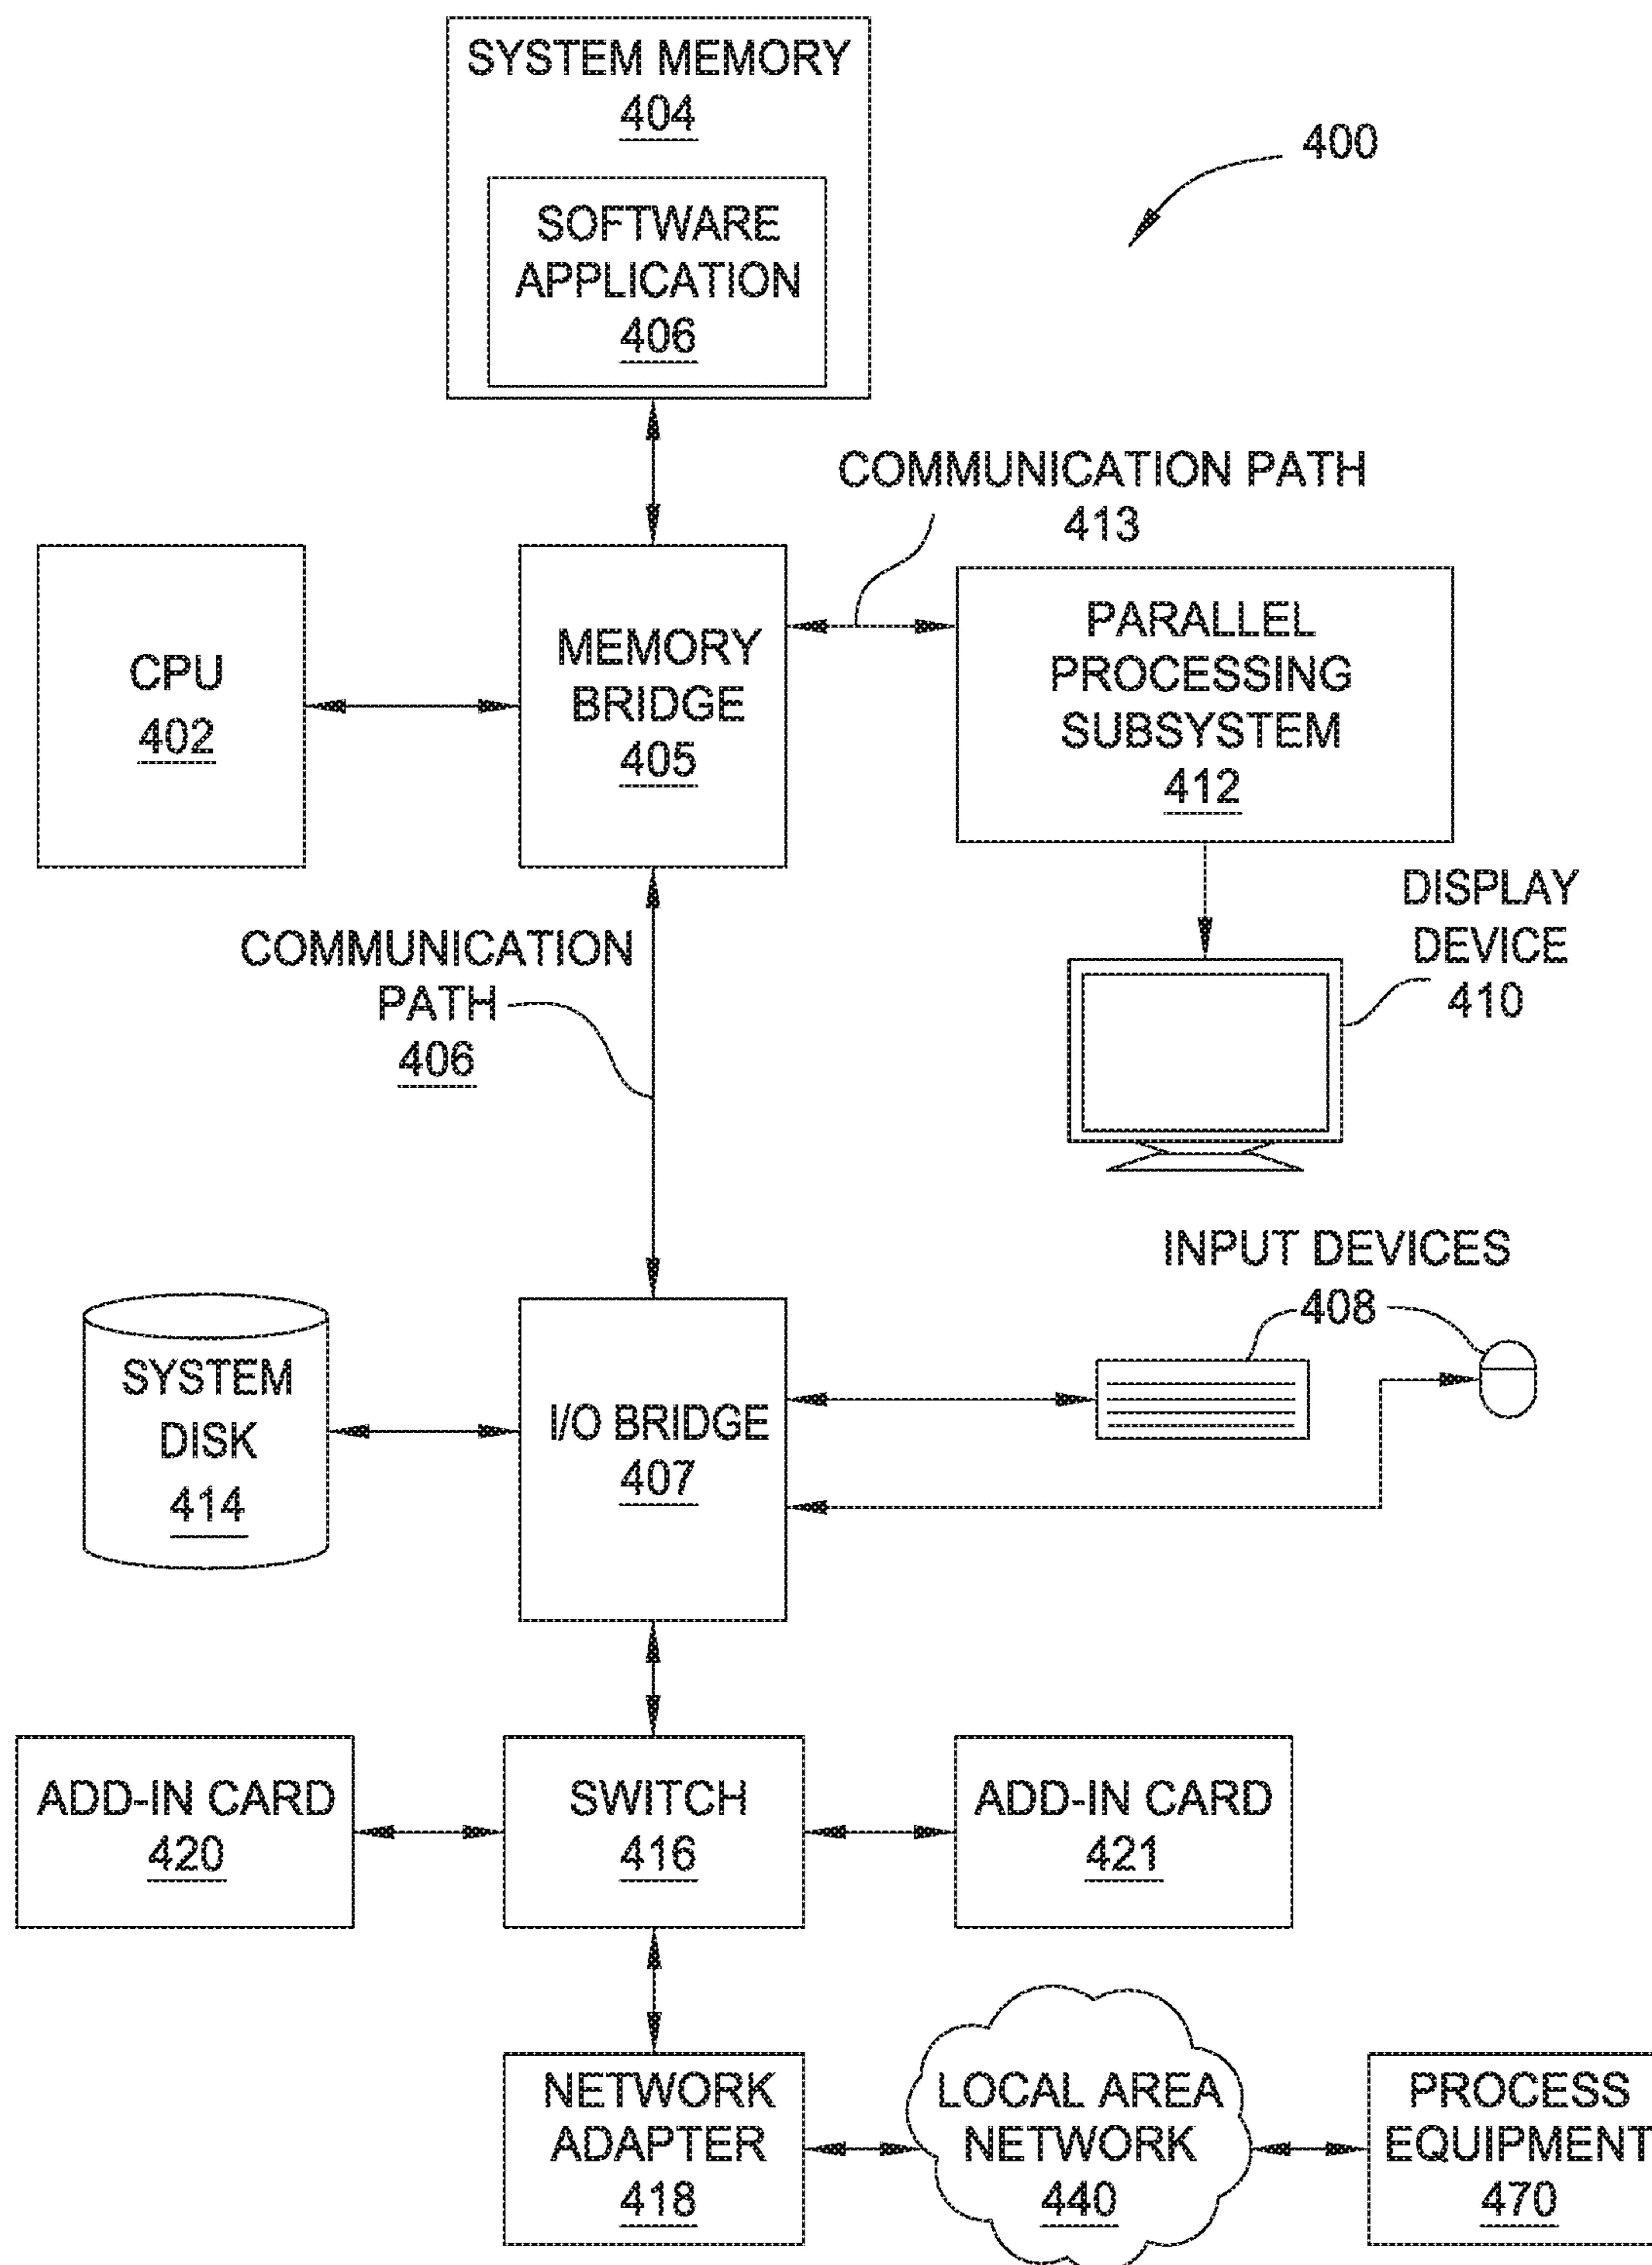 SYSTEM MEMORY
404
400
SOFTWARE
APPLICATION
406
COMMUNICATION PATH
413
CPU
402
MEMORY
BRIDGE
405
PARALLEL
PROCESSING
SUBSYSTEM
412
DISPLAY
DEVICE
410
COMMUNICATION
PATH
406
INPUT DEVICES
408
SYSTEM
DISK
414
I/O BRIDGE
407
ADD-IN CARD
420
SWITCH
416
ADD-IN CARD
421
NETWORK
ADAPTER
418
LOCAL AREA
NETWORK
440
PROCESS
EQUIPMENT
470